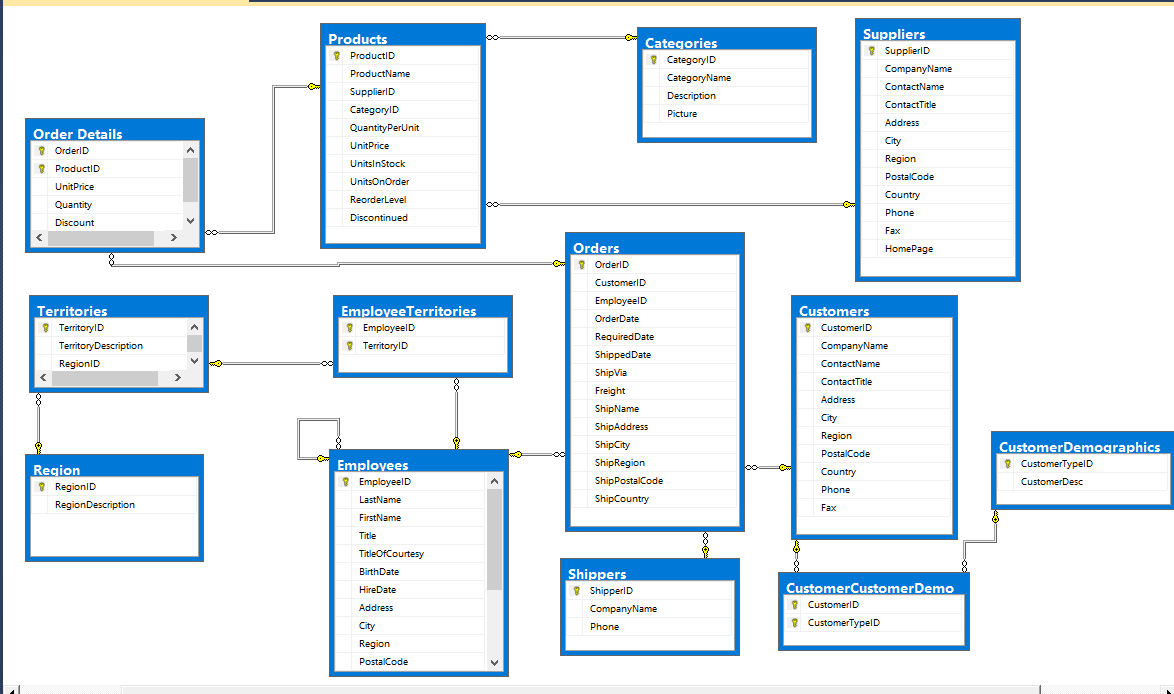 Products
ProductID
ProductName
SupplierID
CategoryID
QuantityPerUnit
UnitPrice
UnitsInStock
UnitsOnOrder
ReorderLevel
Discontinued
Categories
CategoryID
CategoryName
Description
Picture
Suppliers
SupplierID
CompanyName
ContactName
ContactTitle
Address
City
Region
PostalCode
Country
Phone
Fax
HomePage
Order Details
OrderID
ProductID
UnitPrice
Quantity
Discount
Orders
OrderID
CustomerID
EmployeeID
OrderDate
RequiredDate
ShippedDate
ShipVia
Freight
ShipName
ShipAddress
ShipCity
ShipRegion
ShipPostalCode
ShipCountry
Territories
TerritoryID
TerritoryDescription
RegionID
EmployeeTerritories
EmployeeID
TerritoryID
Customers
CustomerID
CompanyName
ContactName
ContactTitle
Address
City
Region
PostalCode
Country
Phone
Fax
CustomerDemographics
CustomerTypeID
CustomerDesc
Region
RegionID
RegionDescription
Employees
EmployeeID
LastName
FirstName
Title
TitleOfCourtesy
BirthDate
HireDate
Address
City
Region
PostalCode
Shippers
ShipperID
CompanyName
Phone
CustomerCustomerDemo
CustomerID
CustomerTypeID